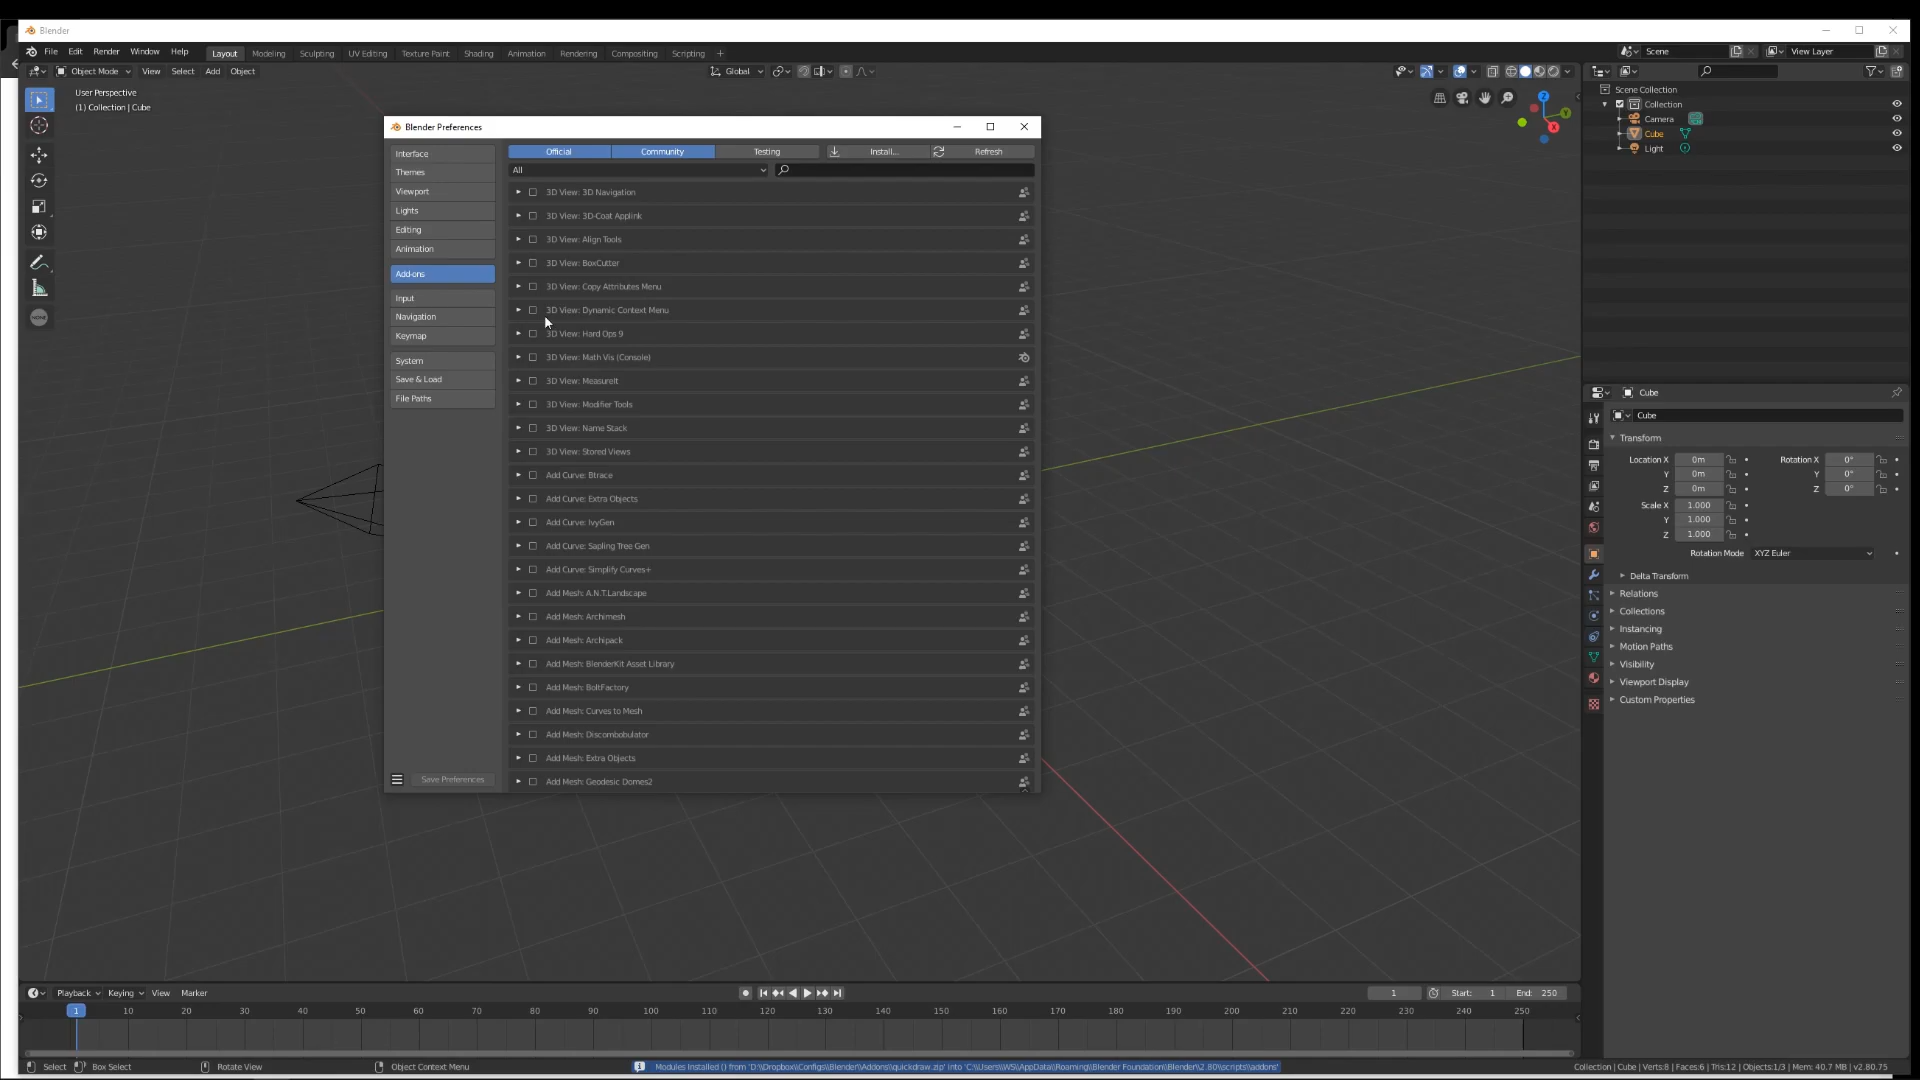 Blender
File Edit Render Window Help Layout Modeling Sculpting UV Editing Texture Paint Shading Animation Rendering Compositing Scripting + Scene View Layer
Object Mode View Select Add Object Global
User Perspective
(1) Collection | Cube
Blender Preferences
Interface
Themes
Viewport
Lights
Editing
Animation
Add-ons
Input
Navigation
Keymap
System
Save & Load
File Paths
Save Preferences
Official Community Testing Install... Refresh
All
3D View: 3D Navigation
3D View: 3D-Coat Applink
3D View: Align Tools
3D View: BoxCutter
3D View: Copy Attributes Menu
3D View: Dynamic Context Menu
3D View: Hard Ops 9
3D View: Math Vis (Console)
3D View: MeasureIt
3D View: Modifier Tools
3D View: Name Stack
3D View: Stored Views
Add Curve: Btrace
Add Curve: Extra Objects
Add Curve: IvyGen
Add Curve: Sapling Tree Gen
Add Curve: Simplify Curves+
Add Mesh: A.N.T.Landscape
Add Mesh: Archimesh
Add Mesh: Archipack
Add Mesh: BlenderKit Asset Library
Add Mesh: BoltFactory
Add Mesh: Curves to Mesh
Add Mesh: Discombobulator
Add Mesh: Extra Objects
Add Mesh: Geodesic Domes2
Z
Y
X
Scene Collection
Collection
Camera
Cube
Light
Cube
Cube
Transform
Location X 0m Rotation X 0°
Y 0m Y 0°
Z 0m Z 0°
Scale X 1.000
Y 1.000
Z 1.000
Rotation Mode XYZ Euler
Delta Transform
Relations
Collections
Instancing
Motion Paths
Visibility
Viewport Display
Custom Properties
NONE
Playback Keying View Marker 1 Start: 1 End: 250
1 10 20 30 40 50 60 70 80 90 100 110 120 130 140 150 160 170 180 190 200 210 220 230 240 250
Select Box Select Rotate View Object Context Menu Modules Installed () from 'D:\\Dropbox\\Configs\\Blender\\Addons\\quickdraw.zip' into 'C:\\Users\\WS\\AppData\\Roaming\\Blender Foundation\\Blender\\2.80\\scripts\\addons' Collection | Cube | Verts:8 | Faces:6 | Tris:12 | Objects:1/3 | Mem: 40.7 MB | v2.80.75